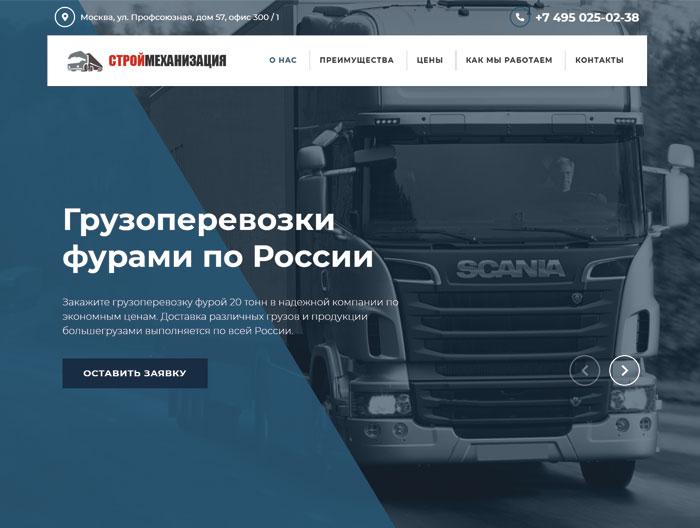 Москва, ул. Профсоюзная, дом 57, офис 300 / 1
+7 495 025-02-38
СТРОЙМЕХАНИЗАЦИЯ
О НАС
ПРЕИМУЩЕСТВА
ЦЕНЫ
КАК МЫ РАБОТАЕМ
КОНТАКТЫ
Грузоперевозки
фурами по России
SCANIA
Закажите грузоперевозку фурой 20 тонн в надежной компании по
экономным ценам. Доставка различных грузов и продукции
большегрузами выполняется по всей России.
ОСТАВИТЬ ЗАЯВКУ